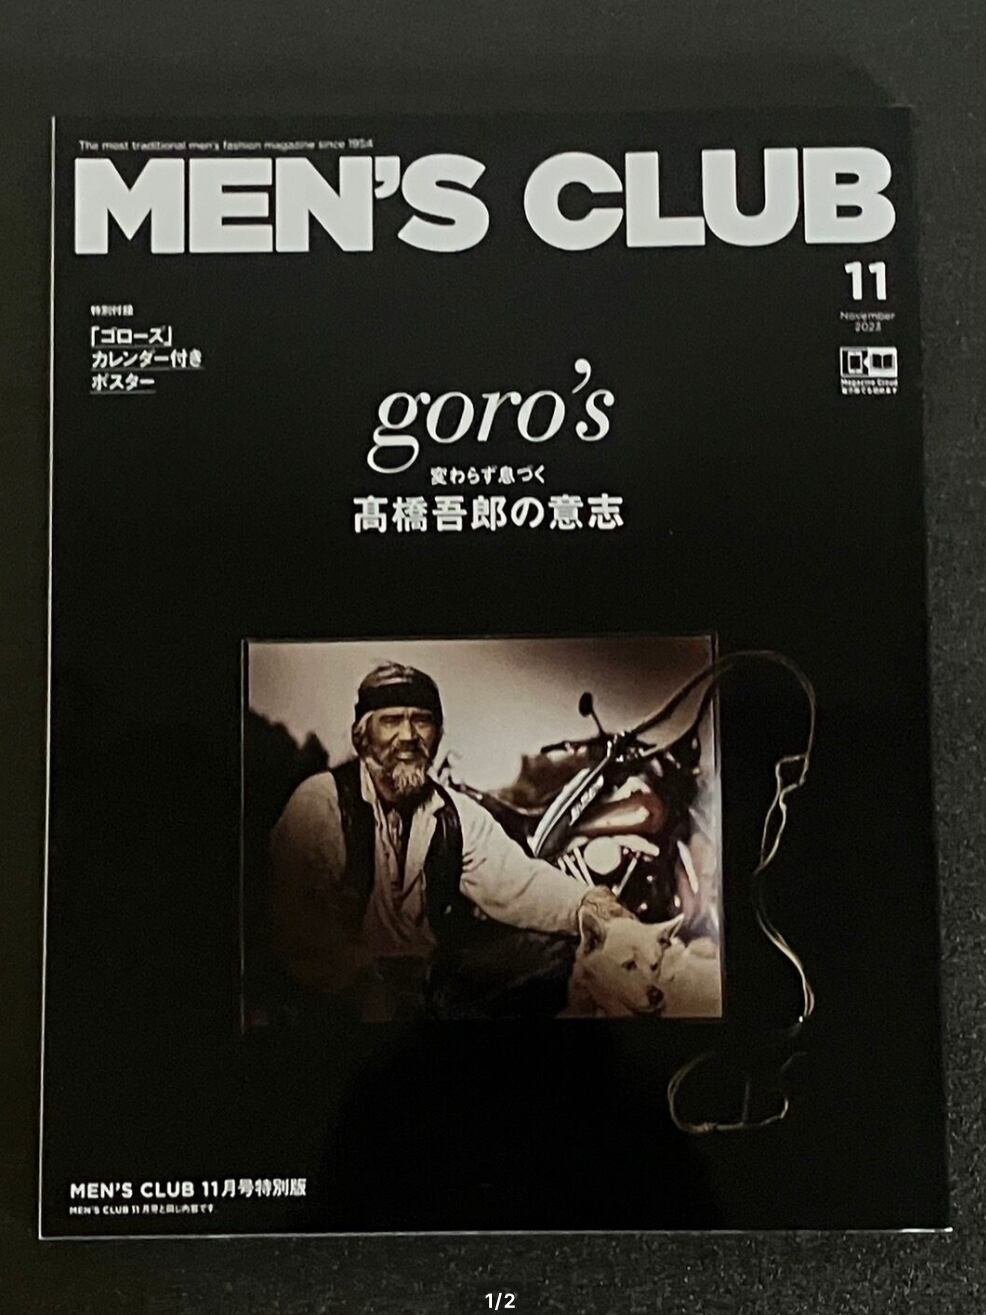 The most traditional men's fashion magazine since 1954
MEN'S CLUB
11
November
2023
特別付録
「ゴローズ」
カレンダー付き
ポスター
Magazine Cloud
goro's
変わらず息づく
髙橋吾郎の意志
MEN'S CLUB 11月号特別版
MEN'S CLUB 11月号と同じ内容です
1/2